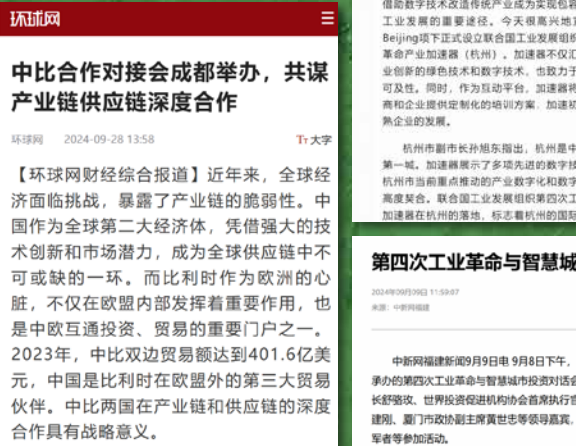 环球网
中比合作对接会成都举办，共谋
产业链供应链深度合作
环球网 2024-09-28 13:58 TT大字
【环球网财经综合报道】近年来，全球经
济面临挑战，暴露了产业链的脆弱性。中
国作为全球第二大经济体，凭借强大的技
术创新和市场潜力，成为全球供应链中不
可或缺的一环。而比利时作为欧洲的心
脏，不仅在欧盟内部发挥着重要作用，也
是中欧互通投资、贸易的重要门户之一。
2023年，中比双边贸易额达到401.6亿美
元，中国是比利时在欧盟外的第三大贸易
伙伴。中比两国在产业链和供应链的深度
合作具有战略意义。
借助数字技术改造传统产业成为实现包容
工业发展的重要途径。今天很高兴地
Beijing项下正式设立联合国工业发展组织
革命产业加速器（杭州）。加速器不仅汇
业创新的绿色技术和数字技术，也致力于
可及性。同时，作为互动平台，加速器将
商和企业提供定制化的培训方案，加速初
熟企业的发展。
杭州市副市长孙旭东指出，杭州是中
第一城。加速器展示了多项先进的数字技
杭州市当前重点推动的产业数字化和数字
高度契合。联合国工业发展组织第四次工
加速器在杭州的落地，标志着杭州的国际
第四次工业革命与智慧城
2024年09月09日 11:59:07
来源：中新网福建
中新网福建新闻9月9日电 9月8日下午，
承办的第四次工业革命与智慧城市投资对话会
长舒骆玫、世界投资促进机构协会首席执行官
建刚、厦门市政协副主席黄世忠等领导嘉宾，
军者等参加活动。